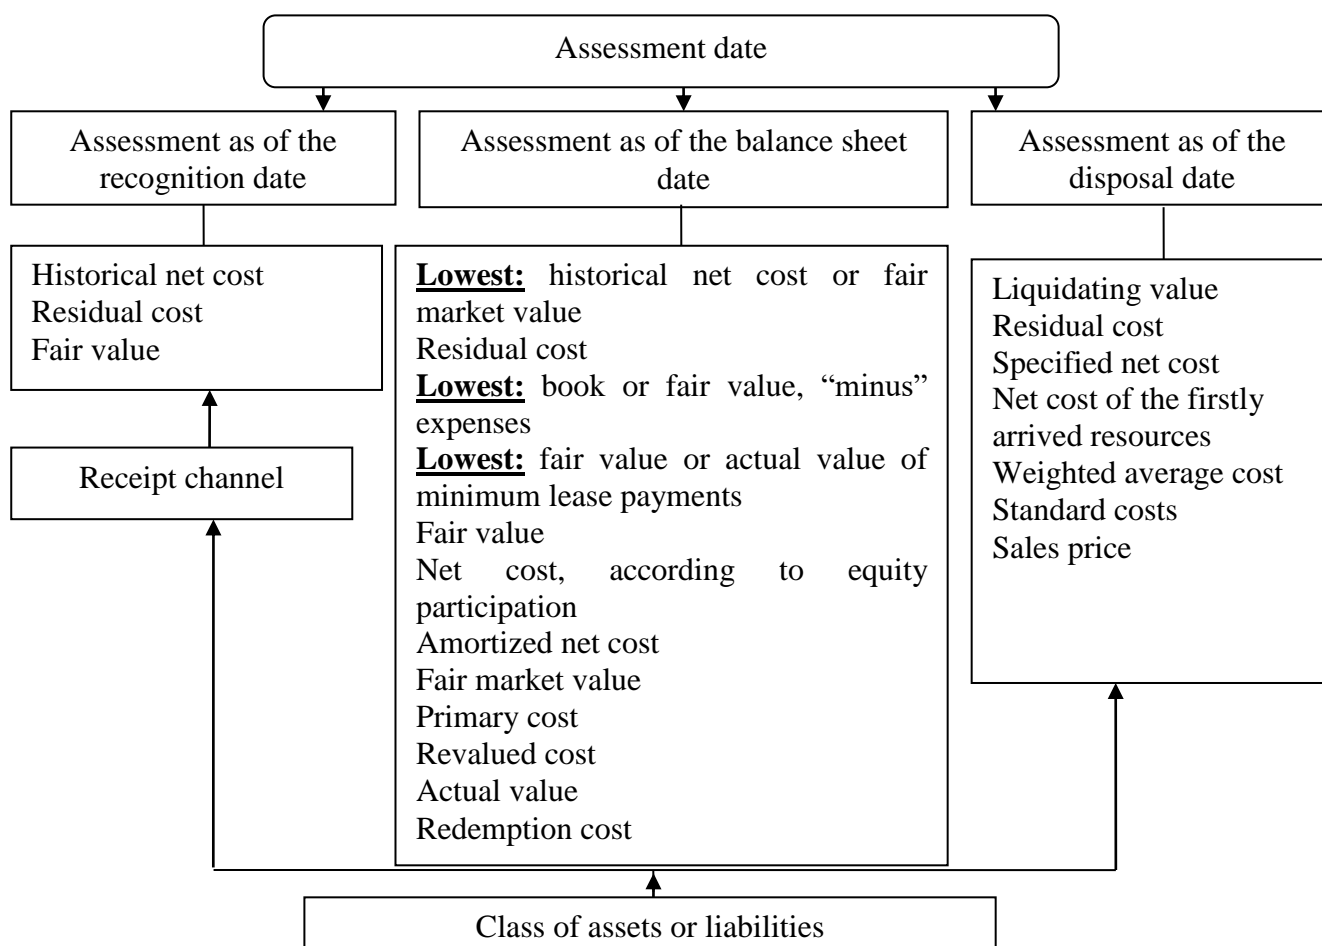 Assessment date
Assessment as of the
recognition date
Assessment as of the balance sheet
date
Assessment as of the
disposal date
Historical net cost
Residual cost
Fair value
Receipt channel
Lowest: historical net cost or fair
market value
Residual cost
Lowest: book or fair value, “minus”
expenses
Lowest: fair value or actual value of
minimum lease payments
Fair value
Net cost, according to equity
participation
Amortized net cost
Fair market value
Primary cost
Revalued cost
Actual value
Redemption cost
Liquidating value
Residual cost
Specified net cost
Net cost of the firstly
arrived resources
Weighted average cost
Standard costs
Sales price
Class of assets or liabilities